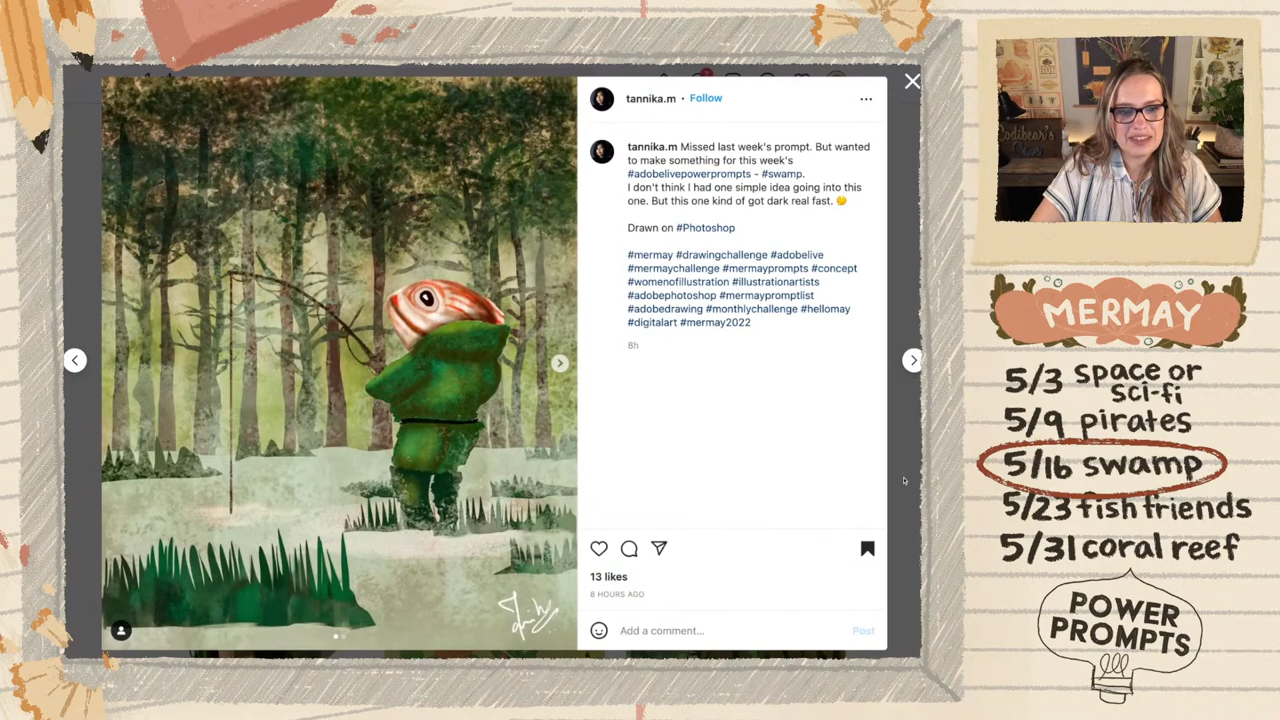 tannika.m • Follow
tannika.m Missed last week's prompt. But wanted
to make something for this week's
#adobelivepowerprompts - #swamp.
I don't think I had one simple idea going into this
one. But this one kind of got dark real fast. 🤔
Drawn on #Photoshop
#mermay #drawingchallenge #adobelive
#mermaychallenge #mermayprompts #concept
#womenofillustration #illustrationartists
#adobephotoshop #mermaypromptlist
#adobedrawing #monthlychallenge #hellomay
#digitalart #mermay2022
8h
13 likes
8 HOURS AGO
Add a comment...
Post
MERMAY
5/3 space or
sci-fi
5/9 pirates
5/16 swamp
5/23 fish friends
5/31 coral reef
POWER
PROMPTS